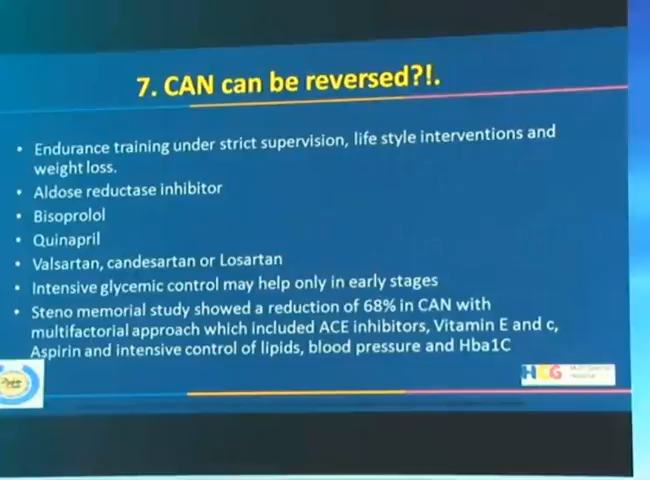 7. CAN can be reversed?!.
• Endurance training under strict supervision, life style interventions and
weight loss.
• Aldose reductase inhibitor
• Bisoprolol
• Quinapril
• Valsartan, candesartan or Losartan
• Intensive glycemic control may help only in early stages
• Steno memorial study showed a reduction of 68% in CAN with
multifactorial approach which included ACE inhibitors, Vitamin E and c,
Aspirin and intensive control of lipids, blood pressure and Hba1C
HCG